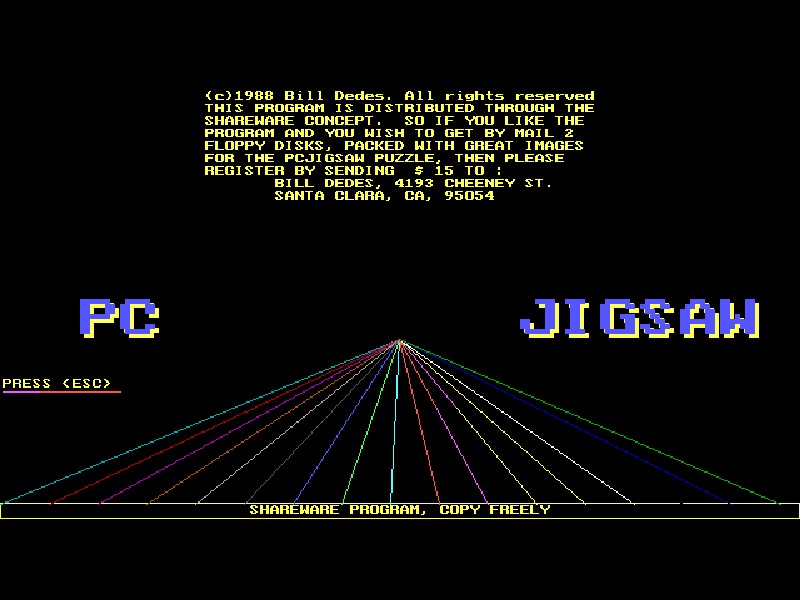 (c)1988 Bill Dedes. All rights reserved
THIS PROGRAM IS DISTRIBUTED THROUGH THE
SHAREWARE CONCEPT.  SO IF YOU LIKE THE
PROGRAM AND YOU WISH TO GET BY MAIL 2
FLOPPY DISKS, PACKED WITH GREAT IMAGES
FOR THE PCJIGSAW PUZZLE, THEN PLEASE
REGISTER BY SENDING  $ 15 TO :
BILL DEDES, 4193 CHEENEY ST.
SANTA CLARA, CA, 95054
PC JIGSAW
PRESS <ESC>
SHAREWARE PROGRAM, COPY FREELY